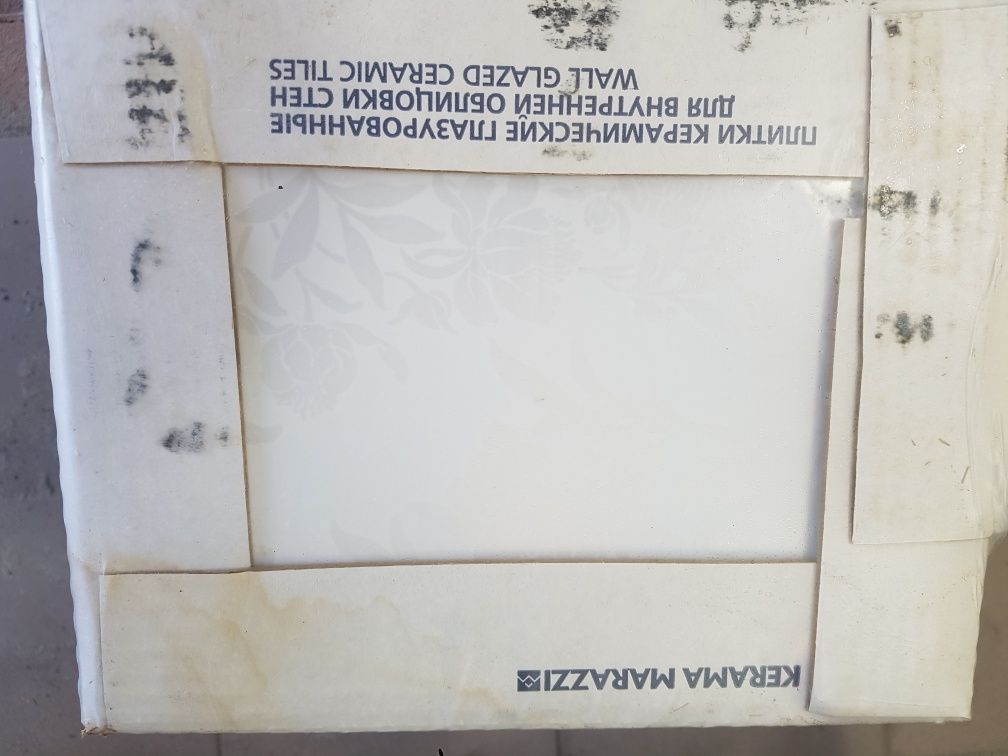 KERAMA MARAZZI
ПЛИТКИ КЕРАМИЧЕСКИЕ ГЛАЗУРОВАННЫЕ
ДЛЯ ВНУТРЕННЕЙ ОБЛИЦОВКИ СТЕН
WALL GLAZED CERAMIC TILES